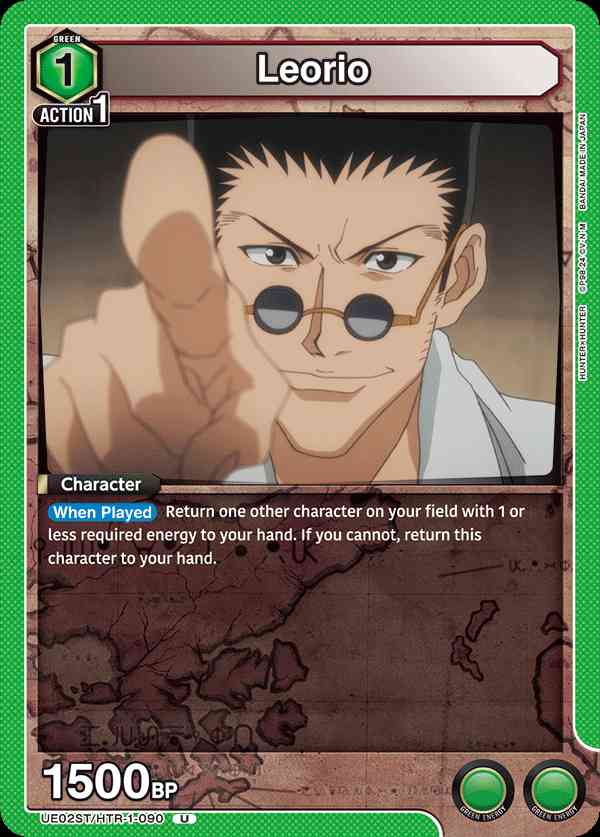 GREEN
1
Leorio
ACTION 1
HUNTER×HUNTER ©P98-24 ©V･N･M BANDAI MADE IN JAPAN
Character
When Played Return one other character on your field with 1 or
less required energy to your hand. If you cannot, return this
character to your hand.
1500 BP
GREEN ENERGY
GREEN ENERGY
UE02ST/HTR-1-090 U